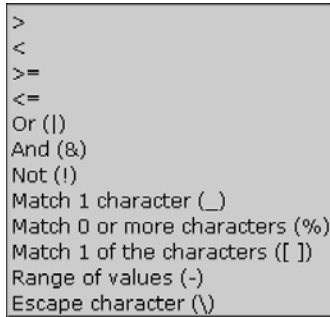 >
<
>=
<=
Or (|)
And (&)
Not (!)
Match 1 character (_)
Match 0 or more characters (%)
Match 1 of the characters ([ ])
Range of values (-)
Escape character (\)